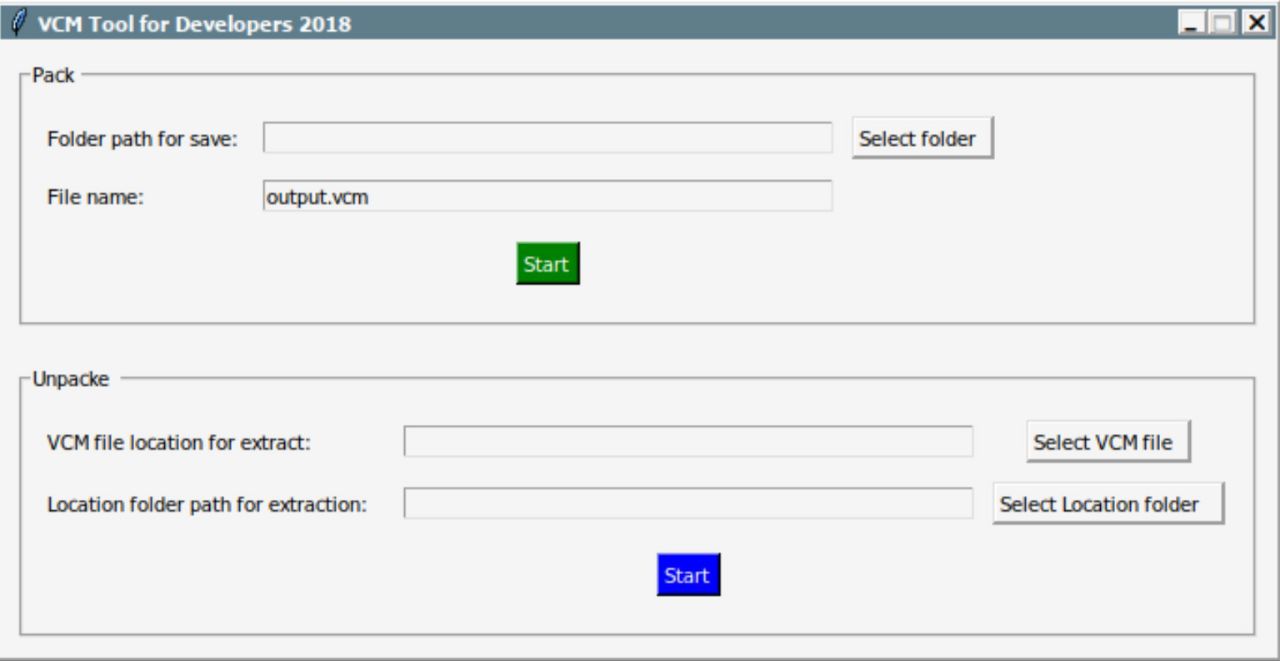 VCM Tool for Developers 2018
Pack
Folder path for save: Select folder
File name: output.vcm
Start
Unpacke
VCM file location for extract: Select VCM file
Location folder path for extraction: Select Location folder
Start